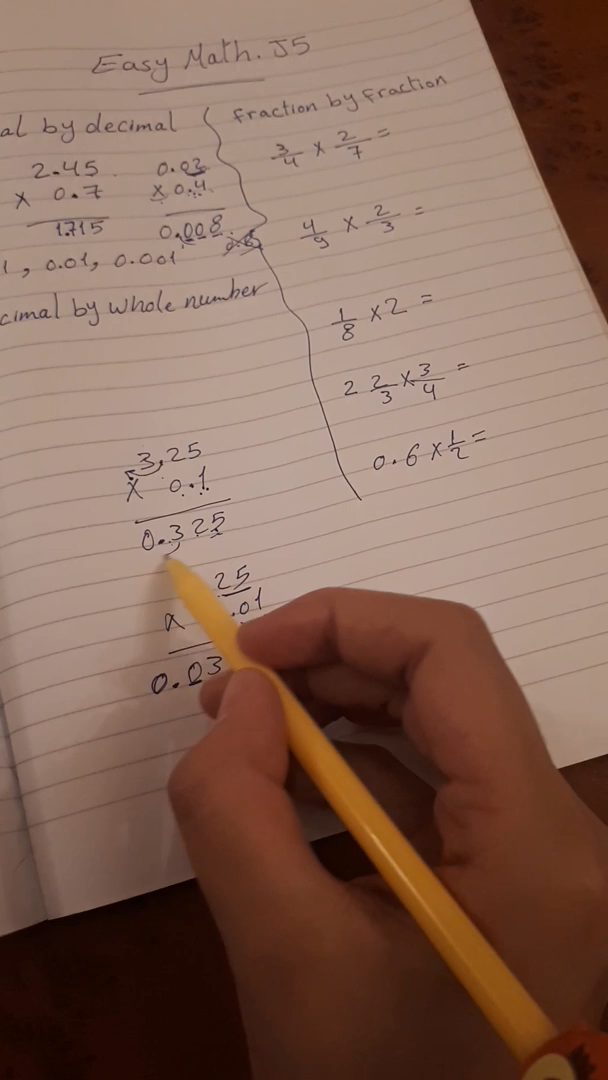 Easy Math. J5
al by decimal
2.45
x 0.7
1.715
0.02
x 0.4
0.008
1, 0.01, 0.001
cimal by whole number
3.25
x 0.1
0.325
25
x .01
0.03
fraction by fraction
3/4 x 2/7 =
4/9 x 2/3 =
1/8 x 2 =
2 2/3 x 3/4 =
0.6 x 1/2 =